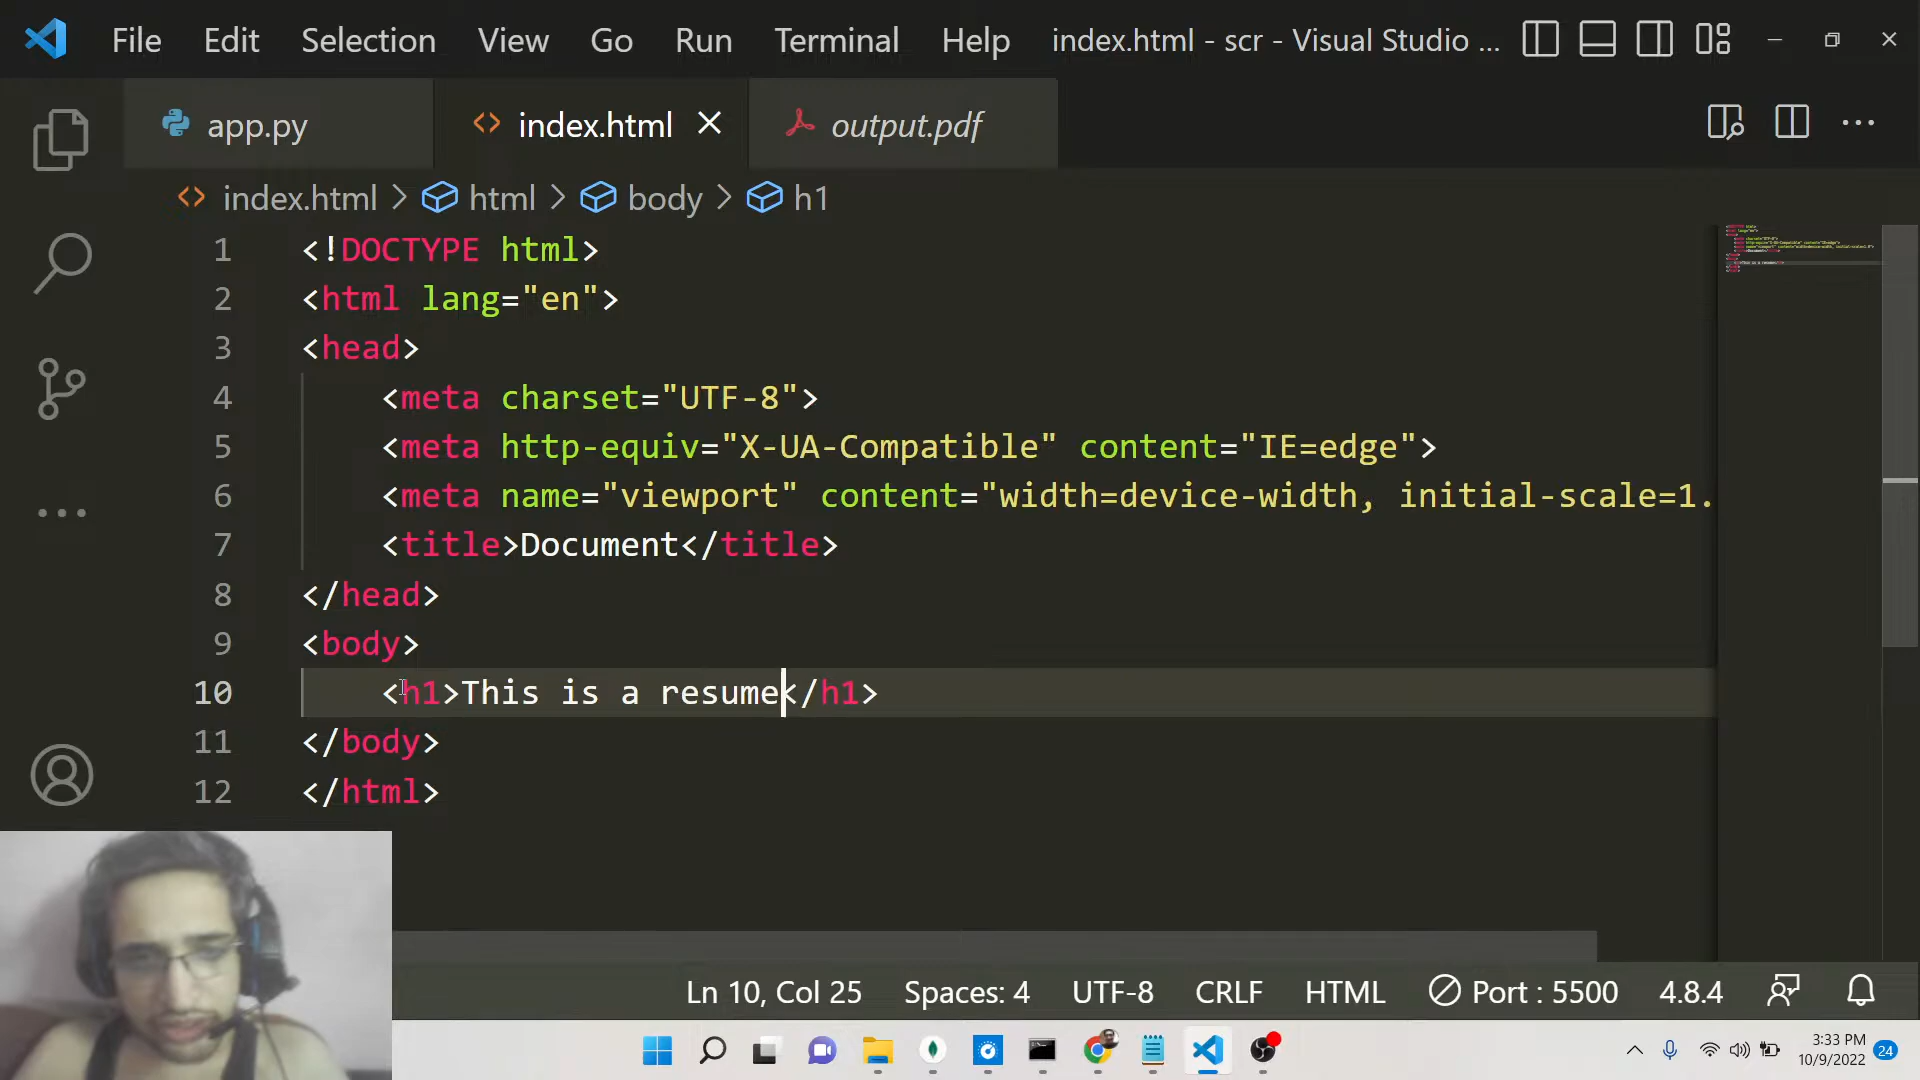 File Edit Selection View Go Run Terminal Help index.html - scr - Visual Studio ...
app.py index.html output.pdf
index.html > html > body > h1
1 <!DOCTYPE html>
2 <html lang="en">
3 <head>
4 <meta charset="UTF-8">
5 <meta http-equiv="X-UA-Compatible" content="IE=edge">
6 <meta name="viewport" content="width=device-width, initial-scale=1.
7 <title>Document</title>
8 </head>
9 <body>
10 <h1>This is a resume</h1>
11 </body>
12 </html>
Ln 10, Col 25 Spaces: 4 UTF-8 CRLF HTML Port : 5500 4.8.4
3:33 PM
10/9/2022 24